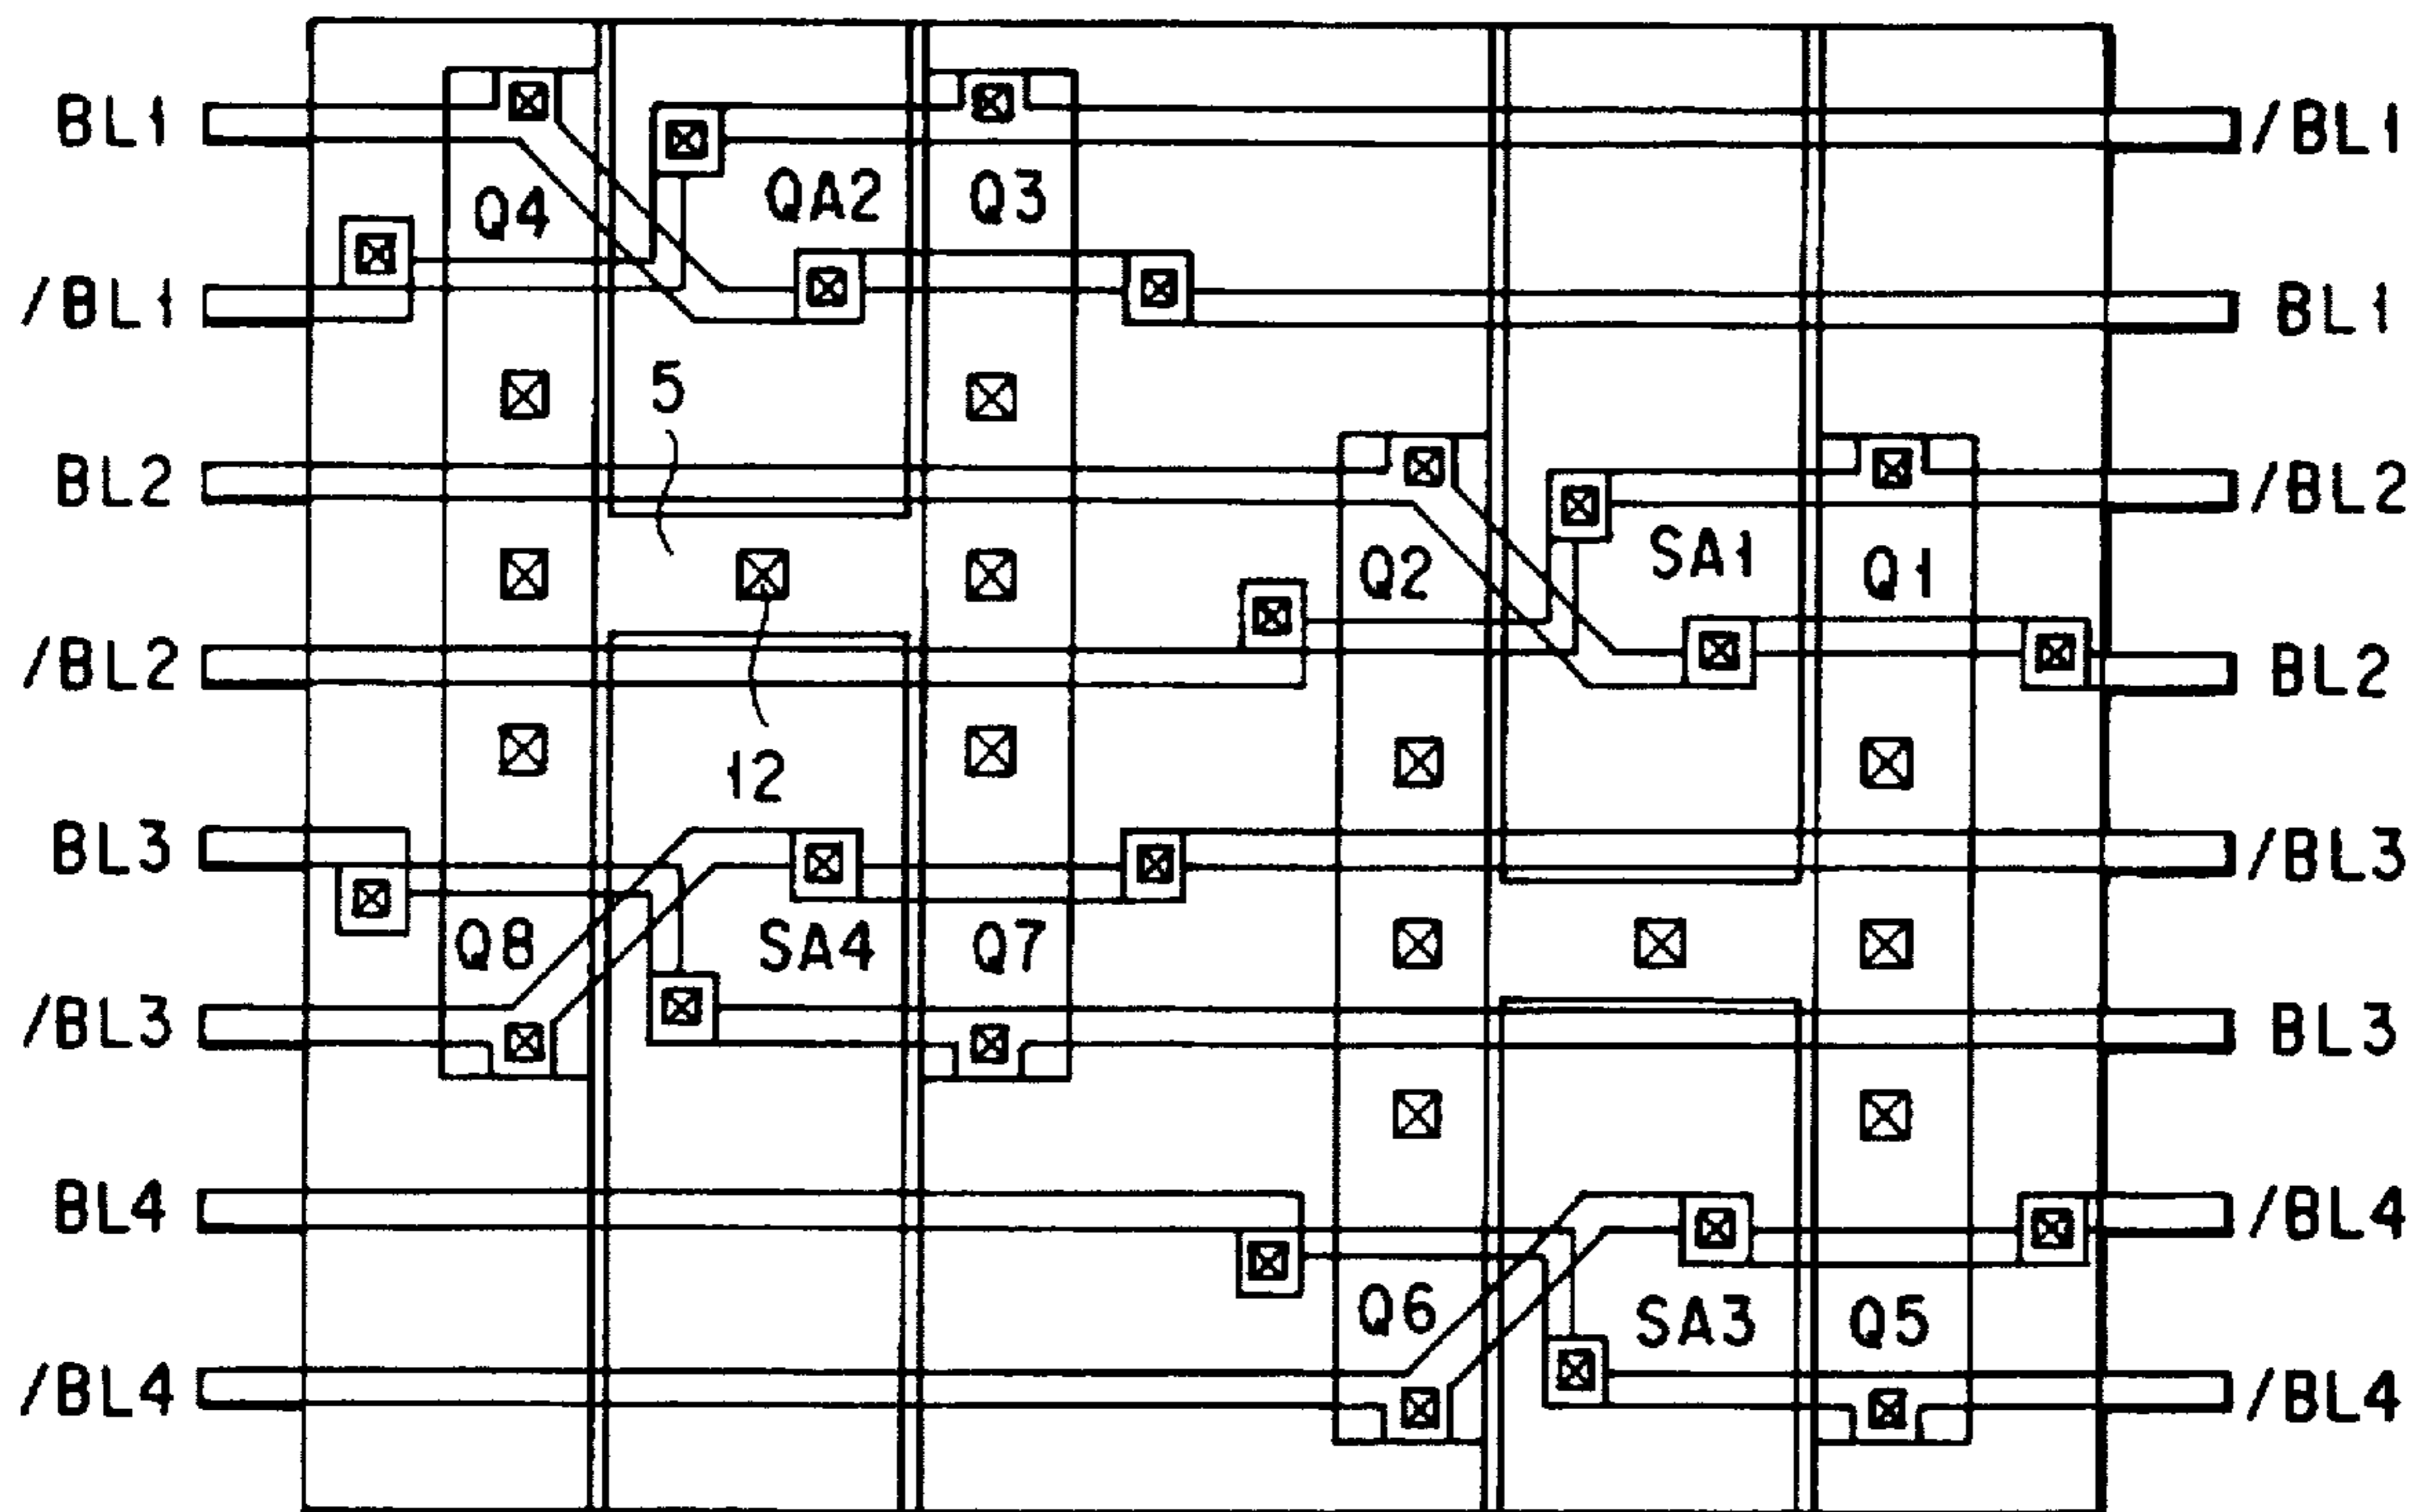 BL1 /BL1
Q4 QA2 Q3
/BL1 BL1
5
BL2 /BL2
Q2 SA1 Q1
/BL2 BL2
12
BL3 /BL3
Q8 SA4 Q7
/BL3 BL3
BL4 /BL4
Q6 SA3 Q5
/BL4 /BL4